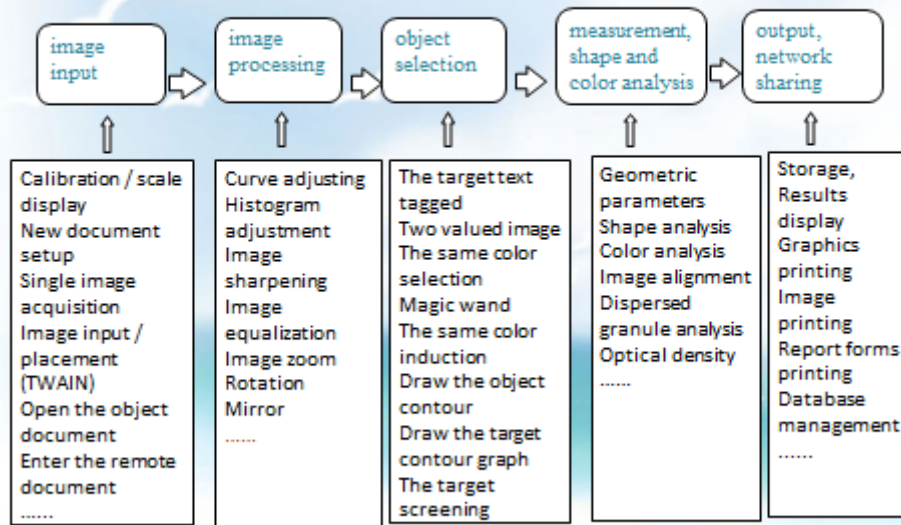 image
input
image
processing
object
selection
measurement,
shape and
color analysis
output,
network
sharing
Calibration / scale
display
New document
setup
Single image
acquisition
Image input /
placement
(TWAIN)
Open the object
document
Enter the remote
document
......
Curve adjusting
Histogram
adjustment
Image
sharpening
Image
equalization
Image zoom
Rotation
Mirror
......
The target text
tagged
Two valued image
The same color
selection
Magic wand
The same color
induction
Draw the object
contour
Draw the target
contour graph
The target
screening
Geometric
parameters
Shape analysis
Color analysis
Image alignment
Dispersed
granule analysis
Optical density
......
Storage,
Results
display
Graphics
printing
Image
printing
Report forms
printing
Database
management
......